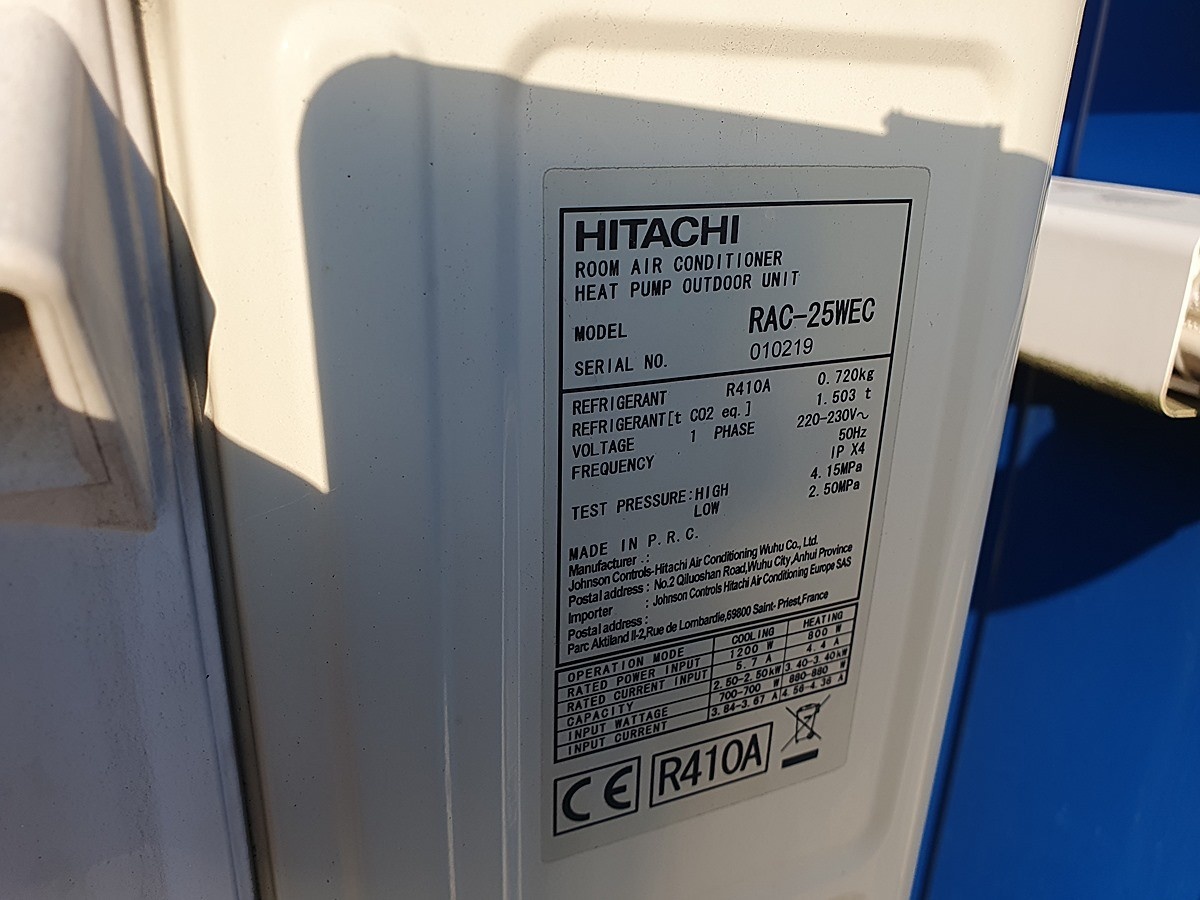 HITACHI
ROOM AIR CONDITIONER
HEAT PUMP OUTDOOR UNIT
MODEL RAC-25WEC
SERIAL NO. 010219
REFRIGERANT R410A 0.720kg
REFRIGERANT[t CO2 eq.] 1.503 t
VOLTAGE 1 PHASE 220-230V~
FREQUENCY 50Hz
IP X4
TEST PRESSURE:HIGH 4.15MPa
LOW 2.50MPa
MADE IN P.R.C.
Manufacturer :
Johnson Controls-Hitachi Air Conditioning Wuhu Co., Ltd.
Postal address : No.2 Qiluoshan Road,Wuhu City,Anhui Province
Importer : Johnson Controls Hitachi Air Conditioning Europe SAS
Postal address :
Parc Aktiland II-2,Rue de Lombardie,69800 Saint- Priest,France
OPERATION MODE COOLING HEATING
RATED POWER INPUT 1200 W 800 W
RATED CURRENT INPUT 5.7 A 4.4 A
CAPACITY 2.50-2.50kW 3.40-3.40kW
INPUT WATTAGE 700-700 W 880-880 W
INPUT CURRENT 3.84-3.67 A 4.56-4.36 A
CE R410A